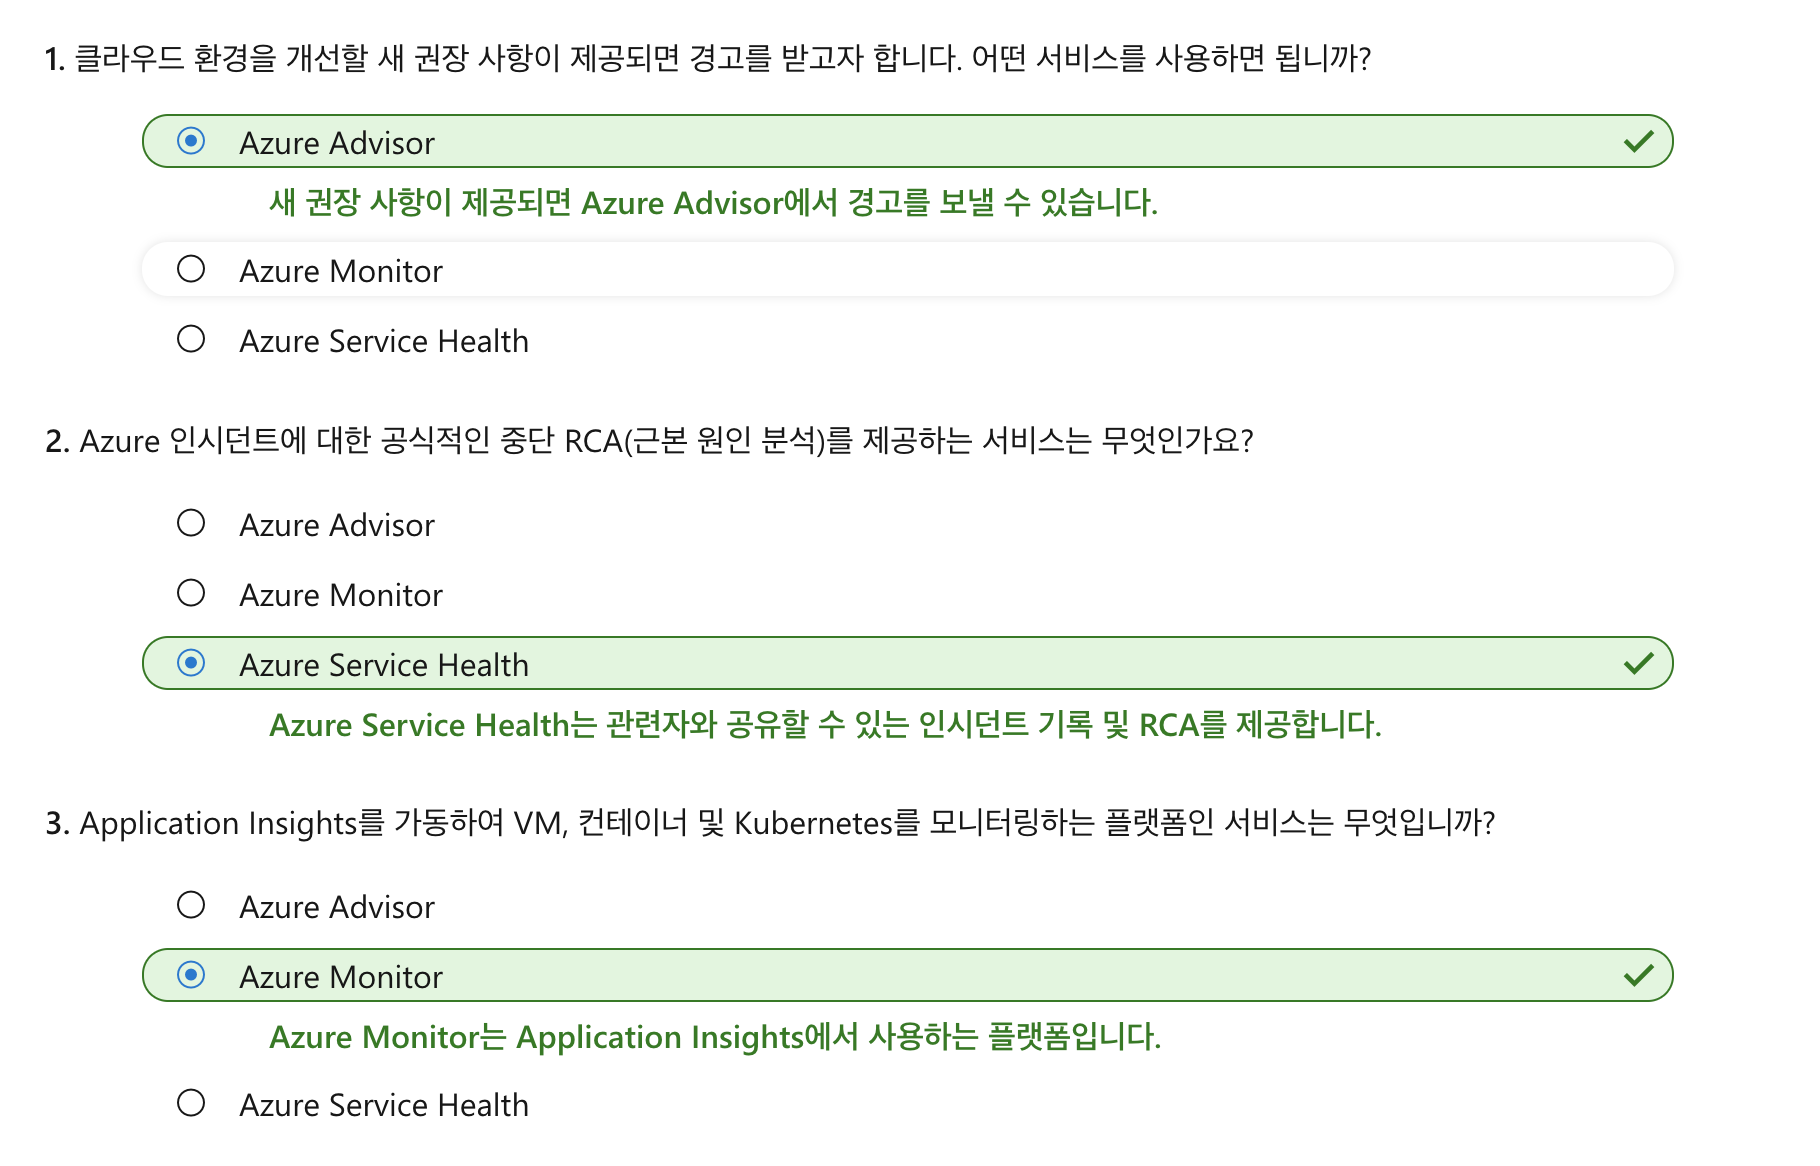 1. 클라우드 환경을 개선할 새 권장 사항이 제공되면 경고를 받고자 합니다. 어떤 서비스를 사용하면 됩니까?
Azure Advisor
새 권장 사항이 제공되면 Azure Advisor에서 경고를 보낼 수 있습니다.
Azure Monitor
Azure Service Health
2. Azure 인시던트에 대한 공식적인 중단 RCA(근본 원인 분석)를 제공하는 서비스는 무엇인가요?
Azure Advisor
Azure Monitor
Azure Service Health
Azure Service Health는 관련자와 공유할 수 있는 인시던트 기록 및 RCA를 제공합니다.
3. Application Insights를 가동하여 VM, 컨테이너 및 Kubernetes를 모니터링하는 플랫폼인 서비스는 무엇입니까?
Azure Advisor
Azure Monitor
Azure Monitor는 Application Insights에서 사용하는 플랫폼입니다.
Azure Service Health